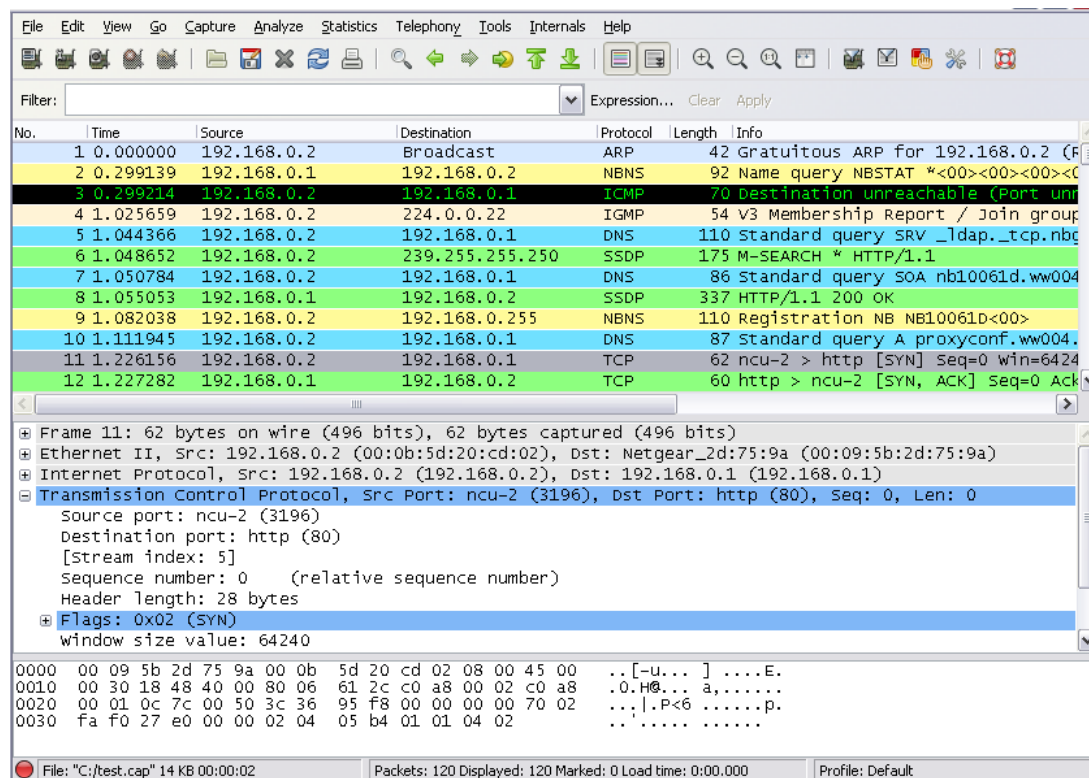 File Edit View Go Capture Analyze Statistics Telephony Tools Internals Help
Filter: Expression... Clear Apply
No. Time Source Destination Protocol Length Info
1 0.000000 192.168.0.2 Broadcast ARP 42 Gratuitous ARP for 192.168.0.2 (R
2 0.299139 192.168.0.1 192.168.0.2 NBNS 92 Name query NBSTAT *<00><00><00><0
3 0.299214 192.168.0.2 192.168.0.1 ICMP 70 Destination unreachable (Port unr
4 1.025659 192.168.0.2 224.0.0.22 IGMP 54 V3 Membership Report / Join group
5 1.044366 192.168.0.2 192.168.0.1 DNS 110 Standard query SRV _ldap._tcp.nbg
6 1.048652 192.168.0.2 239.255.255.250 SSDP 175 M-SEARCH * HTTP/1.1
7 1.050784 192.168.0.2 192.168.0.1 DNS 86 Standard query SOA nb10061d.ww004
8 1.055053 192.168.0.1 192.168.0.2 SSDP 337 HTTP/1.1 200 OK
9 1.082038 192.168.0.2 192.168.0.255 NBNS 110 Registration NB NB10061D<00>
10 1.111945 192.168.0.2 192.168.0.1 DNS 87 Standard query A proxyconf.ww004.
11 1.226156 192.168.0.2 192.168.0.1 TCP 62 ncu-2 > http [SYN] Seq=0 Win=6424
12 1.227282 192.168.0.1 192.168.0.2 TCP 60 http > ncu-2 [SYN, ACK] Seq=0 Ack
Frame 11: 62 bytes on wire (496 bits), 62 bytes captured (496 bits)
Ethernet II, Src: 192.168.0.2 (00:0b:5d:20:cd:02), Dst: Netgear_2d:75:9a (00:09:5b:2d:75:9a)
Internet Protocol, Src: 192.168.0.2 (192.168.0.2), Dst: 192.168.0.1 (192.168.0.1)
Transmission Control Protocol, Src Port: ncu-2 (3196), Dst Port: http (80), Seq: 0, Len: 0
Source port: ncu-2 (3196)
Destination port: http (80)
[Stream index: 5]
Sequence number: 0 (relative sequence number)
Header length: 28 bytes
Flags: 0x02 (SYN)
Window size value: 64240
0000 00 09 5b 2d 75 9a 00 0b 5d 20 cd 02 08 00 45 00 ..[-u... ] ....E.
0010 00 30 18 48 40 00 80 06 61 2c c0 a8 00 02 c0 a8 .0.H@... a,......
0020 00 01 0c 7c 00 50 3c 36 95 f8 00 00 00 00 70 02 ...|.P<6 ......p.
0030 fa f0 27 e0 00 00 02 04 05 b4 01 01 04 02 ..'..... ......
File: "C:/test.cap" 14 KB 00:00:02 Packets: 120 Displayed: 120 Marked: 0 Load time: 0:00.000 Profile: Default